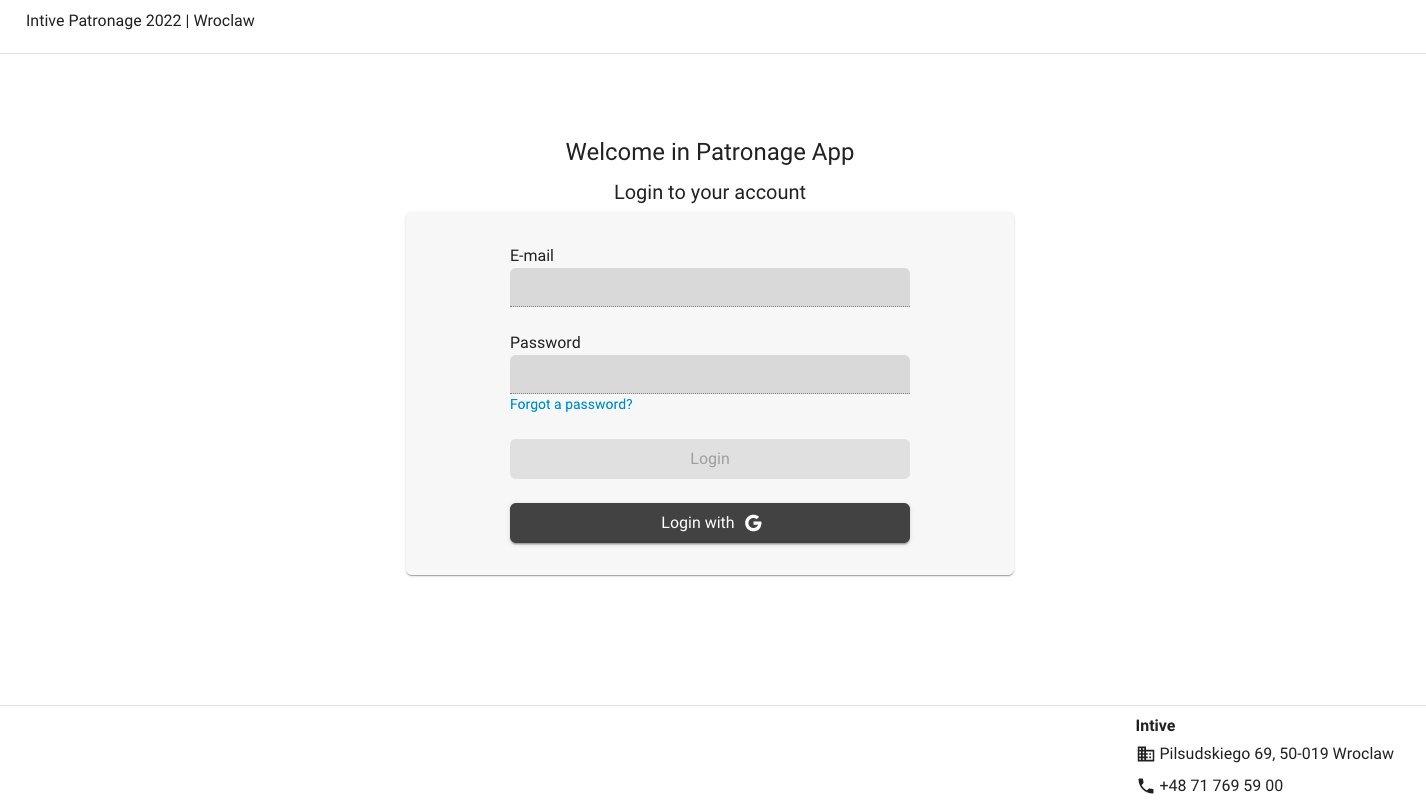 Intive Patronage 2022 | Wroclaw
Welcome in Patronage App
Login to your account
E-mail
Password
Forgot a password?
Login
Login with G
Intive
Pilsudskiego 69, 50-019 Wroclaw
+48 71 769 59 00